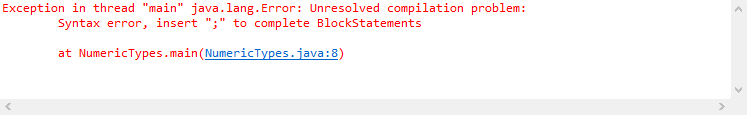 Exception in thread "main" java.lang.Error: Unresolved compilation problem:
Syntax error, insert ";" to complete BlockStatements
at NumericTypes.main(NumericTypes.java:8)